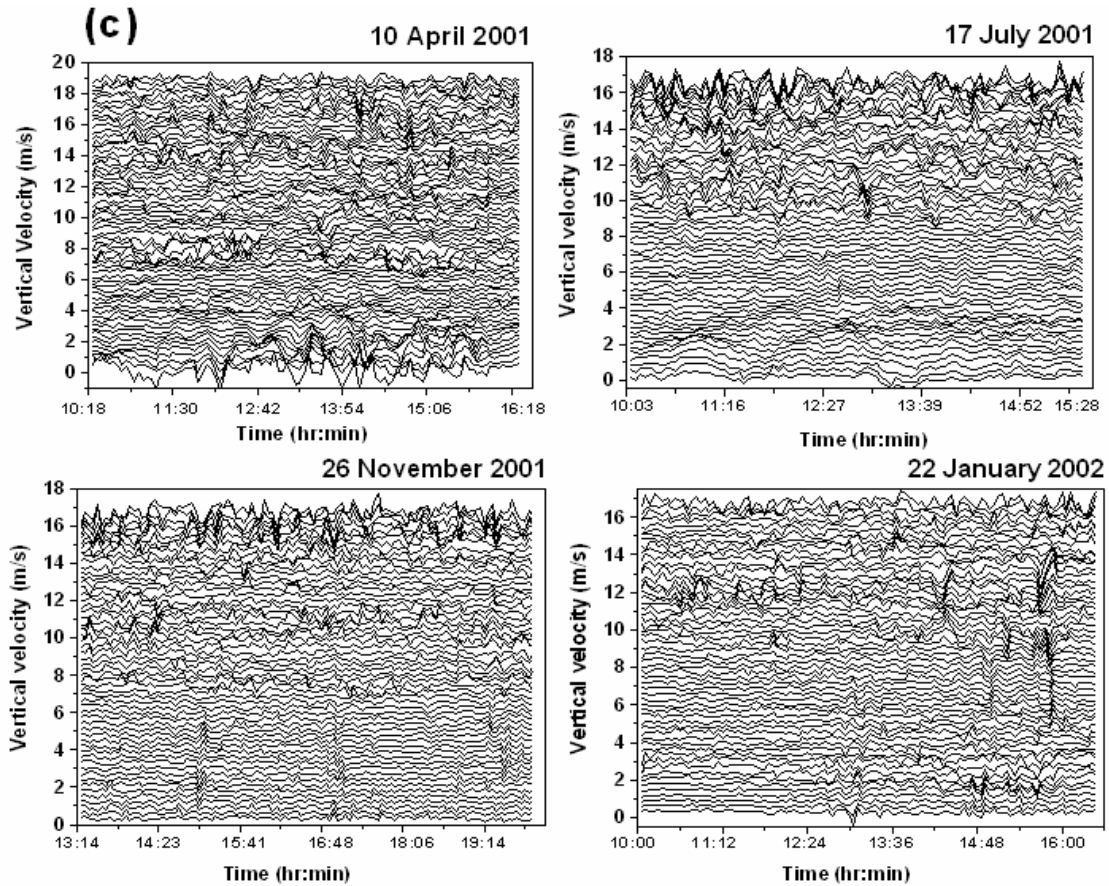 (c)
10 April 2001
20
18
16
14
12
10
8
6
4
2
0
Vertical Velocity (m/s)
10:18 11:30 12:42 13:54 15:06 16:18
Time (hr:min)
17 July 2001
18
16
14
12
10
8
6
4
2
0
Vertical velocity (m/s)
10:03 11:16 12:27 13:39 14:52 15:28
Time (hr:min)
26 November 2001
18
16
14
12
10
8
6
4
2
0
Vertical velocity (m/s)
13:14 14:23 15:41 16:48 18:06 19:14
Time (hr:min)
22 January 2002
16
14
12
10
8
6
4
2
0
Vertical velocity (m/s)
10:00 11:12 12:24 13:36 14:48 16:00
Time (hr:min)